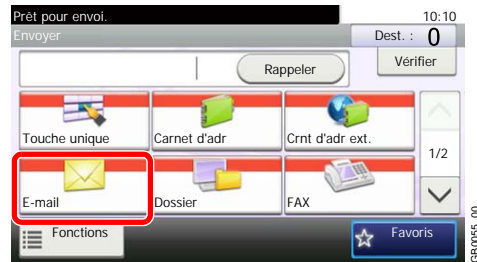 Prêt pour envoi.
10:10
Envoyer
Dest. : 0
Rappeler
Vérifier
Touche unique
Carnet d'adr
Crnt d'adr ext.
1/2
E-mail
Dossier
FAX
Fonctions
Favoris
GB0055_00